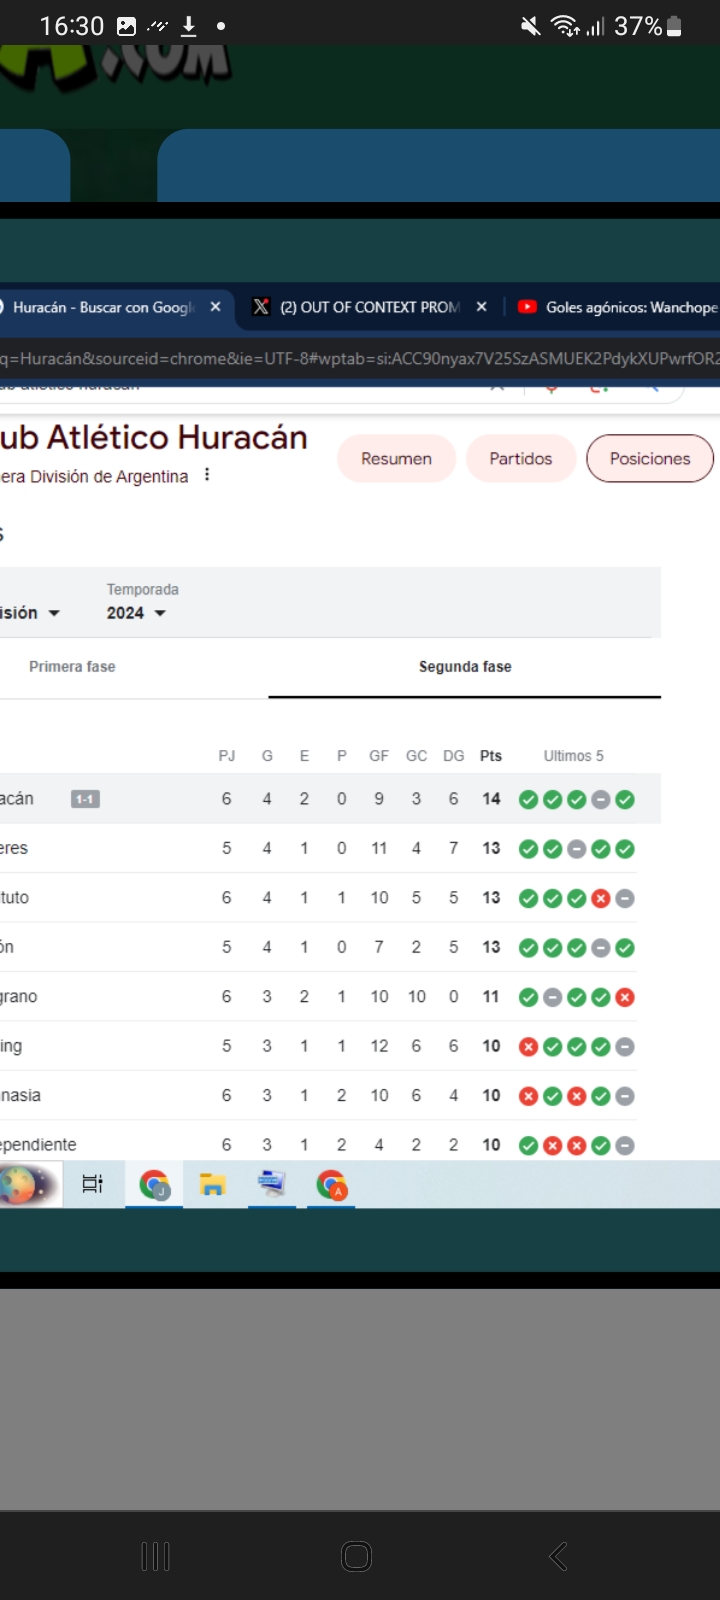 16:30 37%
.COM
Huracán - Buscar con Googl × (2) OUT OF CONTEXT PROM × Goles agónicos: Wanchope
q=Huracán&sourceid=chrome&ie=UTF-8#wptab=si:ACC90nyax7V25SzASMUEK2PdykXUPwrfOR2
ub Atlético Huracán
Resumen Partidos Posiciones
era División de Argentina
s
Temporada
isión 2024
Primera fase Segunda fase
PJ G E P GF GC DG Pts Ultimos 5
acán 1-1 6 4 2 0 9 3 6 14
eres 5 4 1 0 11 4 7 13
tuto 6 4 1 1 10 5 5 13
ón 5 4 1 0 7 2 5 13
grano 6 3 2 1 10 10 0 11
ing 5 3 1 1 12 6 6 10
nasia 6 3 1 2 10 6 4 10
ependiente 6 3 1 2 4 2 2 10